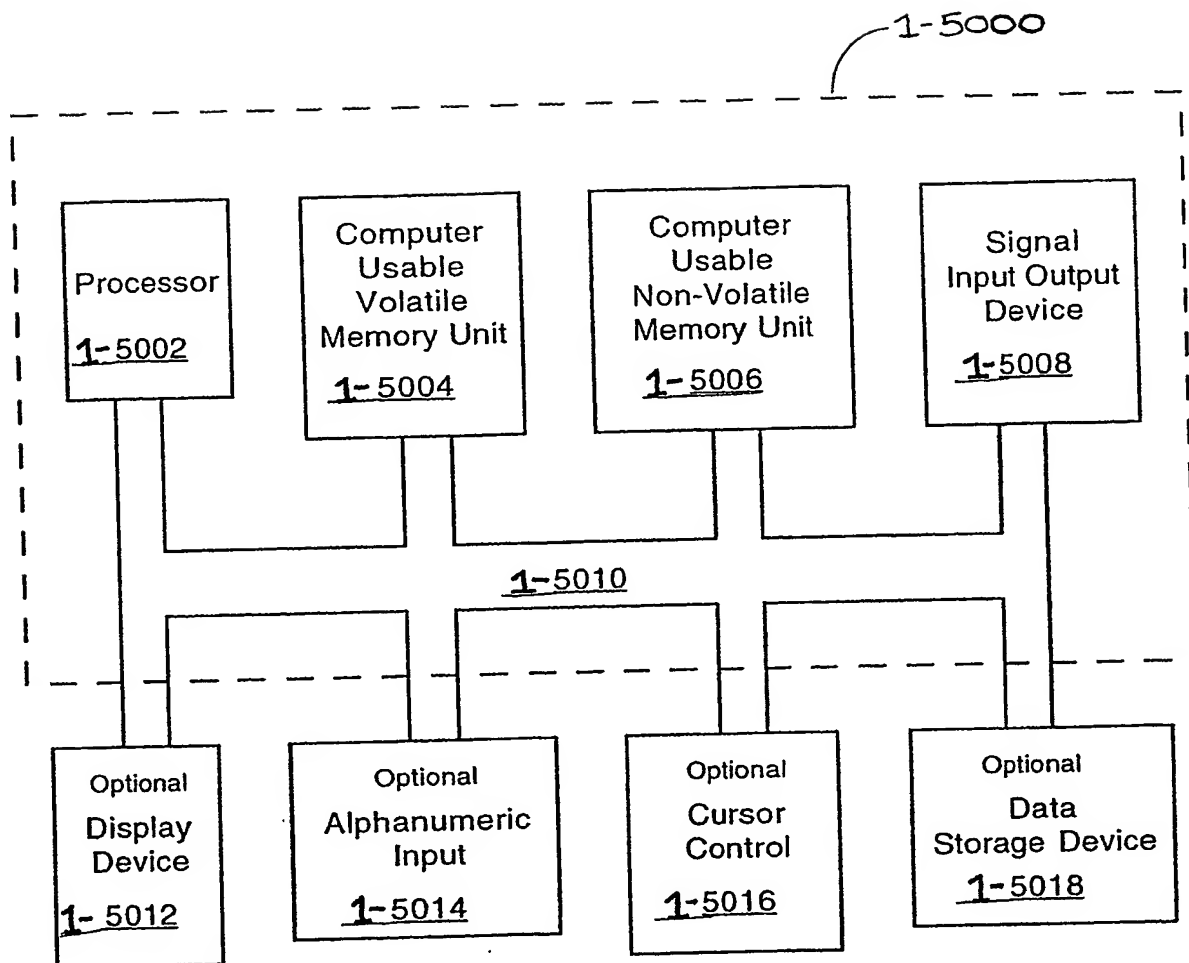 1-5000
Processor
1-5002
Computer
Usable
Volatile
Memory Unit
1-5004
Computer
Usable
Non-Volatile
Memory Unit
1-5006
Signal
Input Output
Device
1-5008
1-5010
Optional
Display
Device
1-5012
Optional
Alphanumeric
Input
1-5014
Optional
Cursor
Control
1-5016
Optional
Data
Storage Device
1-5018